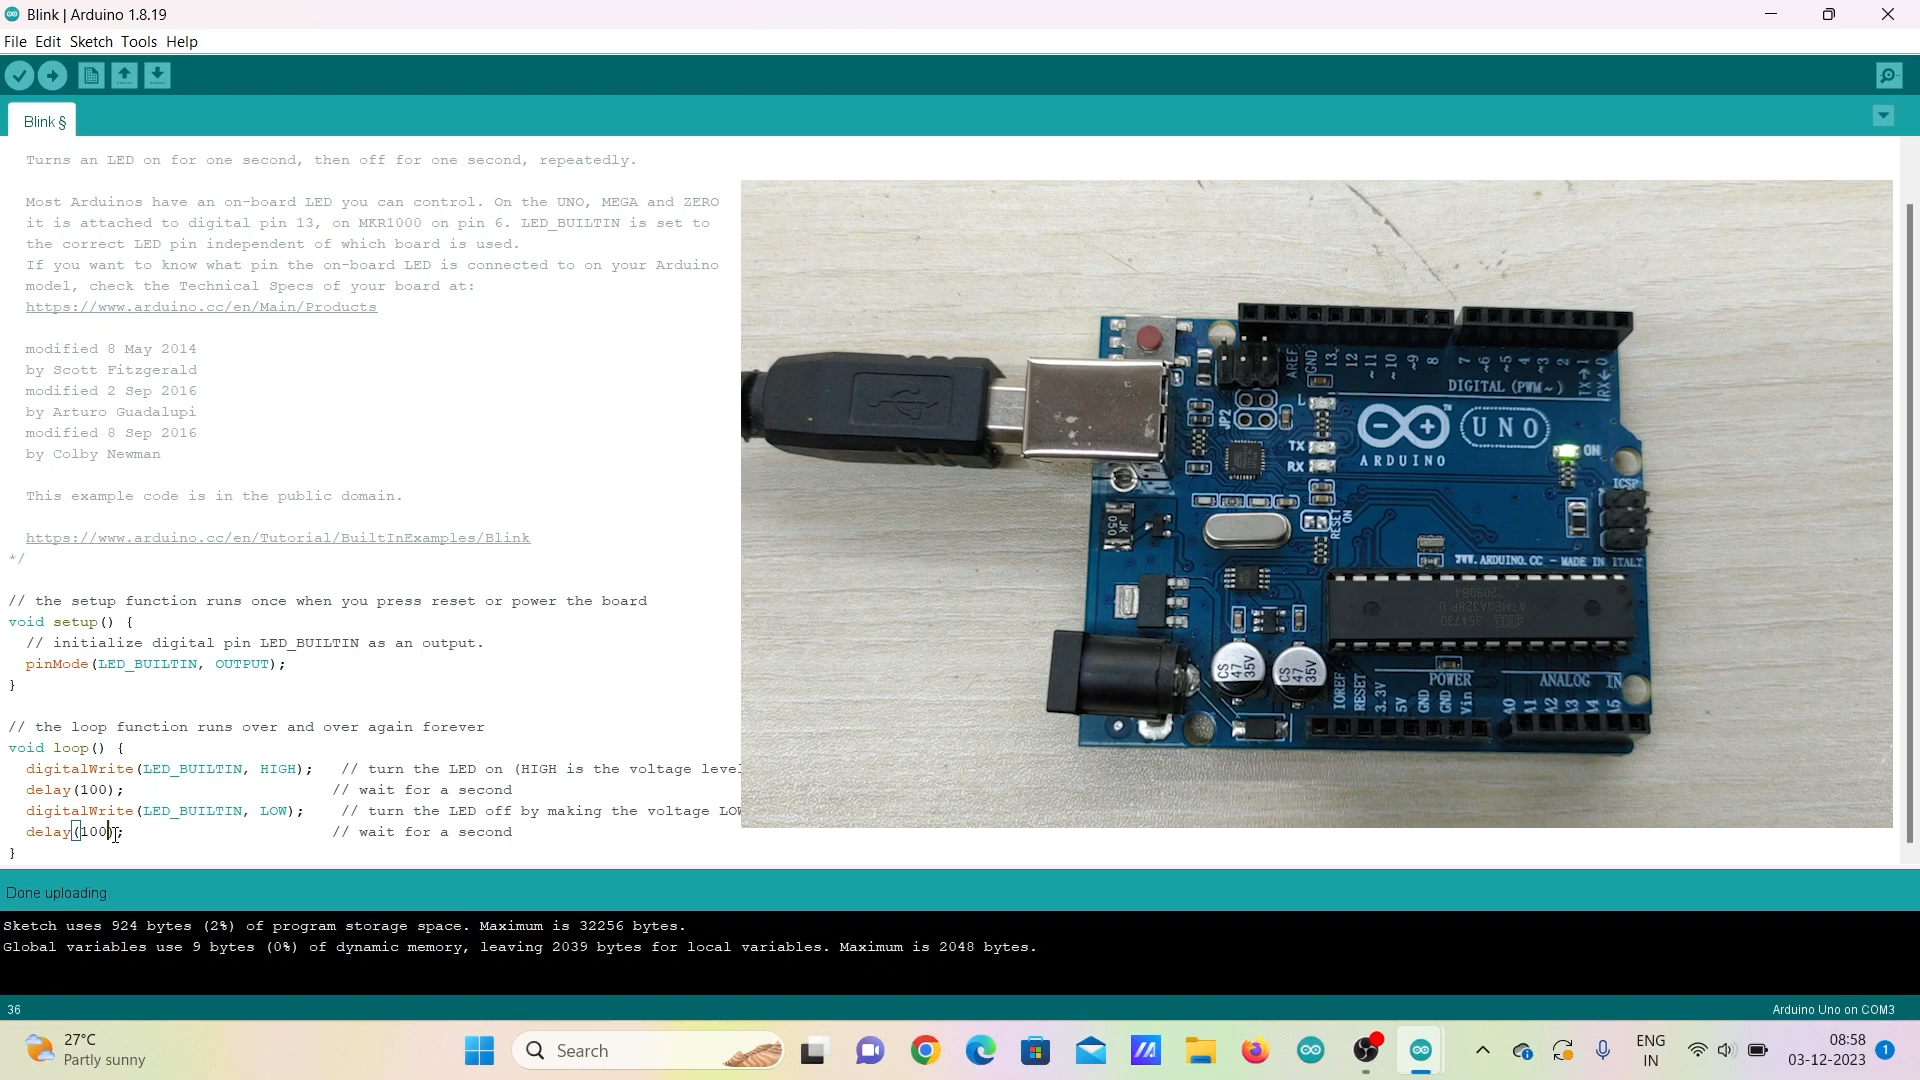 Blink | Arduino 1.8.19
File Edit Sketch Tools Help
Blink §
Turns an LED on for one second, then off for one second, repeatedly.
Most Arduinos have an on-board LED you can control. On the UNO, MEGA and ZERO
it is attached to digital pin 13, on MKR1000 on pin 6. LED_BUILTIN is set to
the correct LED pin independent of which board is used.
If you want to know what pin the on-board LED is connected to on your Arduino
model, check the Technical Specs of your board at:
https://www.arduino.cc/en/Main/Products
modified 8 May 2014
by Scott Fitzgerald
modified 2 Sep 2016
by Arturo Guadalupi
modified 8 Sep 2016
by Colby Newman
This example code is in the public domain.
https://www.arduino.cc/en/Tutorial/BuiltInExamples/Blink
*/
// the setup function runs once when you press reset or power the board
void setup() {
// initialize digital pin LED_BUILTIN as an output.
pinMode(LED_BUILTIN, OUTPUT);
}
// the loop function runs over and over again forever
void loop() {
digitalWrite(LED_BUILTIN, HIGH); // turn the LED on (HIGH is the voltage level
delay(100); // wait for a second
digitalWrite(LED_BUILTIN, LOW); // turn the LED off by making the voltage LOW
delay(100); // wait for a second
}
AREF GND 13 12 ~11 ~10 ~9 8 7 ~6 ~5 4 ~3 2 TX→1 RX←0
DIGITAL (PWM~)
L
JP2
TX
RX
UNO
ARDUINO
TM
ON
ICSP
RESET ON
WWW.ARDUINO.CC - MADE IN ITALY
ATMEGA328P U
35473D
CS 47 35V
CS 47 35V
POWER
ANALOG IN
IOREF RESET 3.3V 5V GND GND Vin A0 A1 A2 A3 A4 A5
Done uploading.
Sketch uses 924 bytes (2%) of program storage space. Maximum is 32256 bytes.
Global variables use 9 bytes (0%) of dynamic memory, leaving 2039 bytes for local variables. Maximum is 2048 bytes.
36
Arduino Uno on COM3
27°C
Partly sunny
Search
ENG
IN
08:58
03-12-2023
1